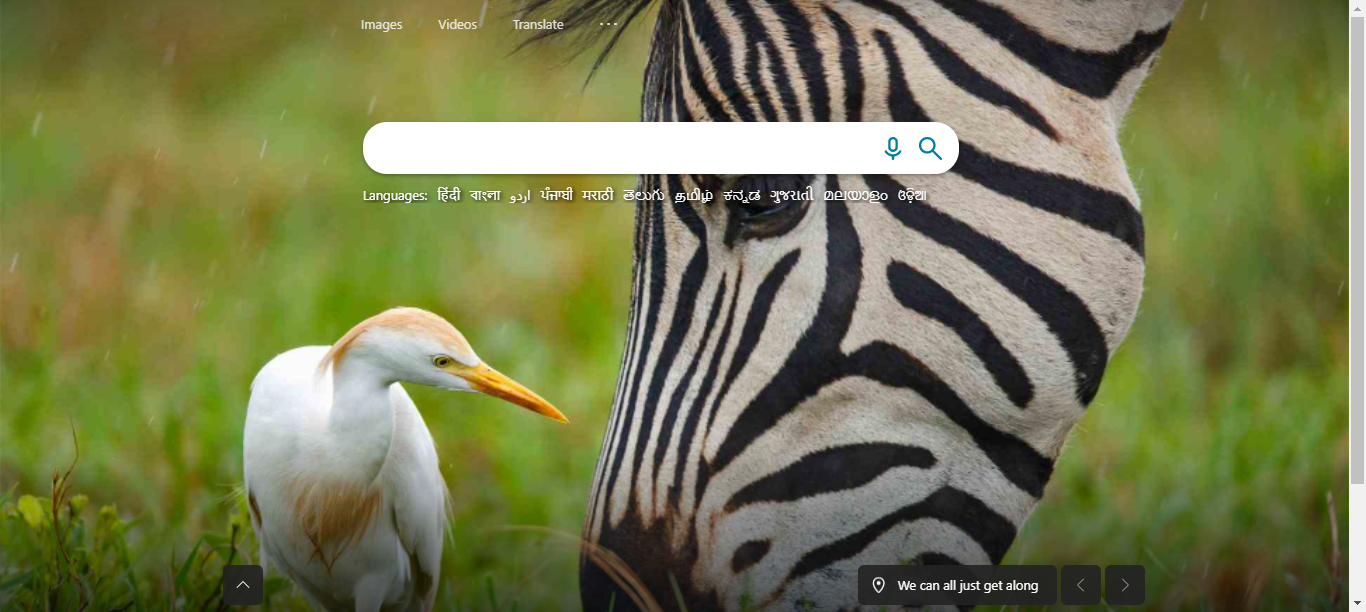 Images Videos Translate ...
Languages: हिंदी বাংলা اردو ਪੰਜਾਬੀ मराठी తెలుగు தமிழ் ಕನ್ನಡ ગુજરાતી മലയാളം ଓଡ଼ିଆ
We can all just get along